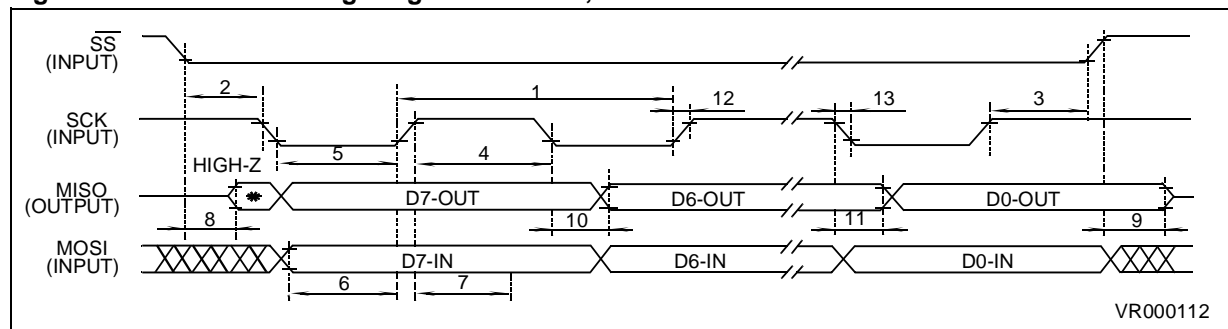 SS
(INPUT)
2
1
12
13
3
SCK
(INPUT)
5
4
HIGH-Z
MISO
(OUTPUT)
*
D7-OUT
D6-OUT
D0-OUT
8
10
11
9
MOSI
(INPUT)
D7-IN
D6-IN
D0-IN
6
7
VR000112